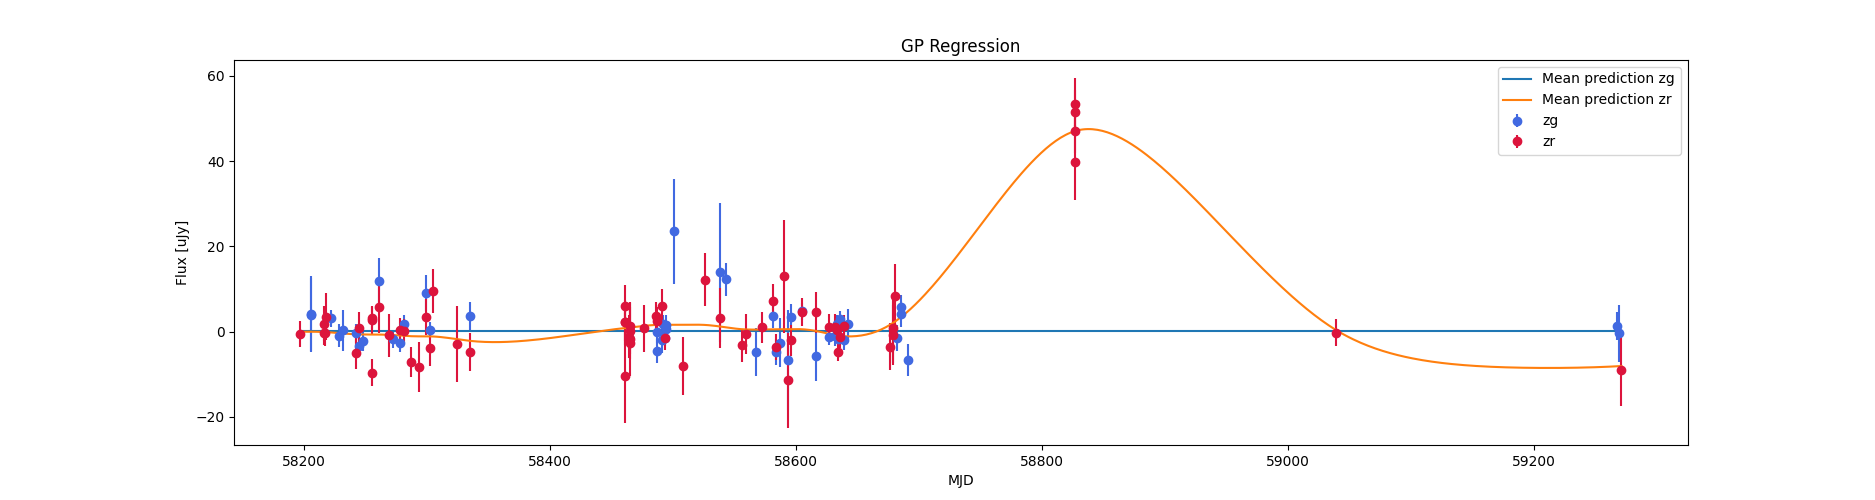 GP Regression
Mean prediction zg
Mean prediction zr
zg
zr
Flux [uJy]
60
40
20
0
−20
58200
58400
58600
58800
59000
59200
MJD